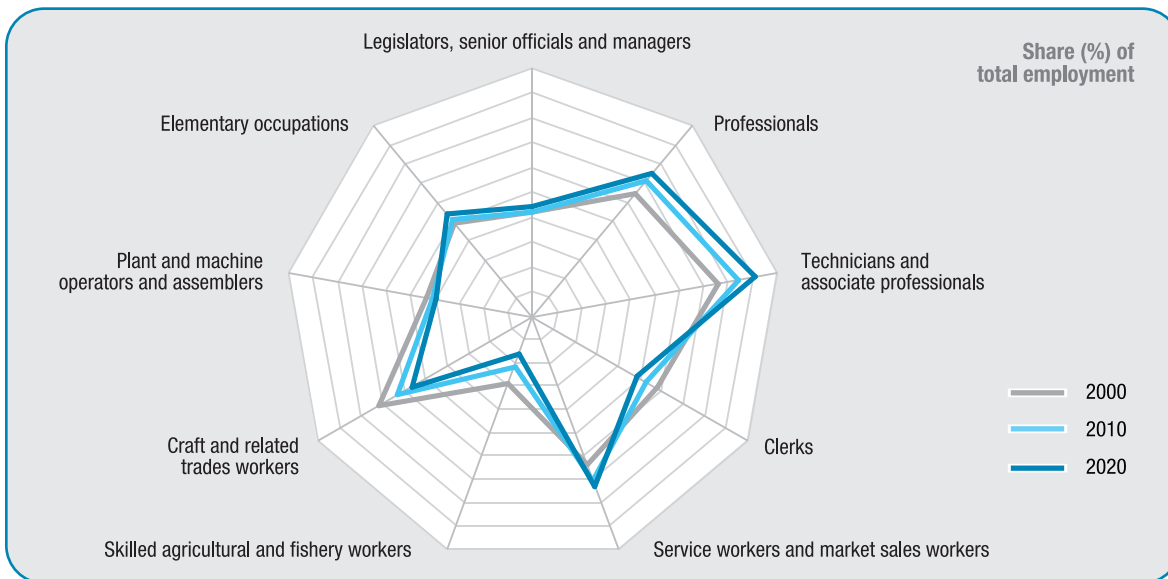 Legislators, senior officials and managers
Share (%) of
total employment
Elementary occupations
Professionals
Plant and machine
operators and assemblers
Technicians and
associate professionals
2000
2010
2020
Craft and related
trades workers
Clerks
Skilled agricultural and fishery workers
Service workers and market sales workers